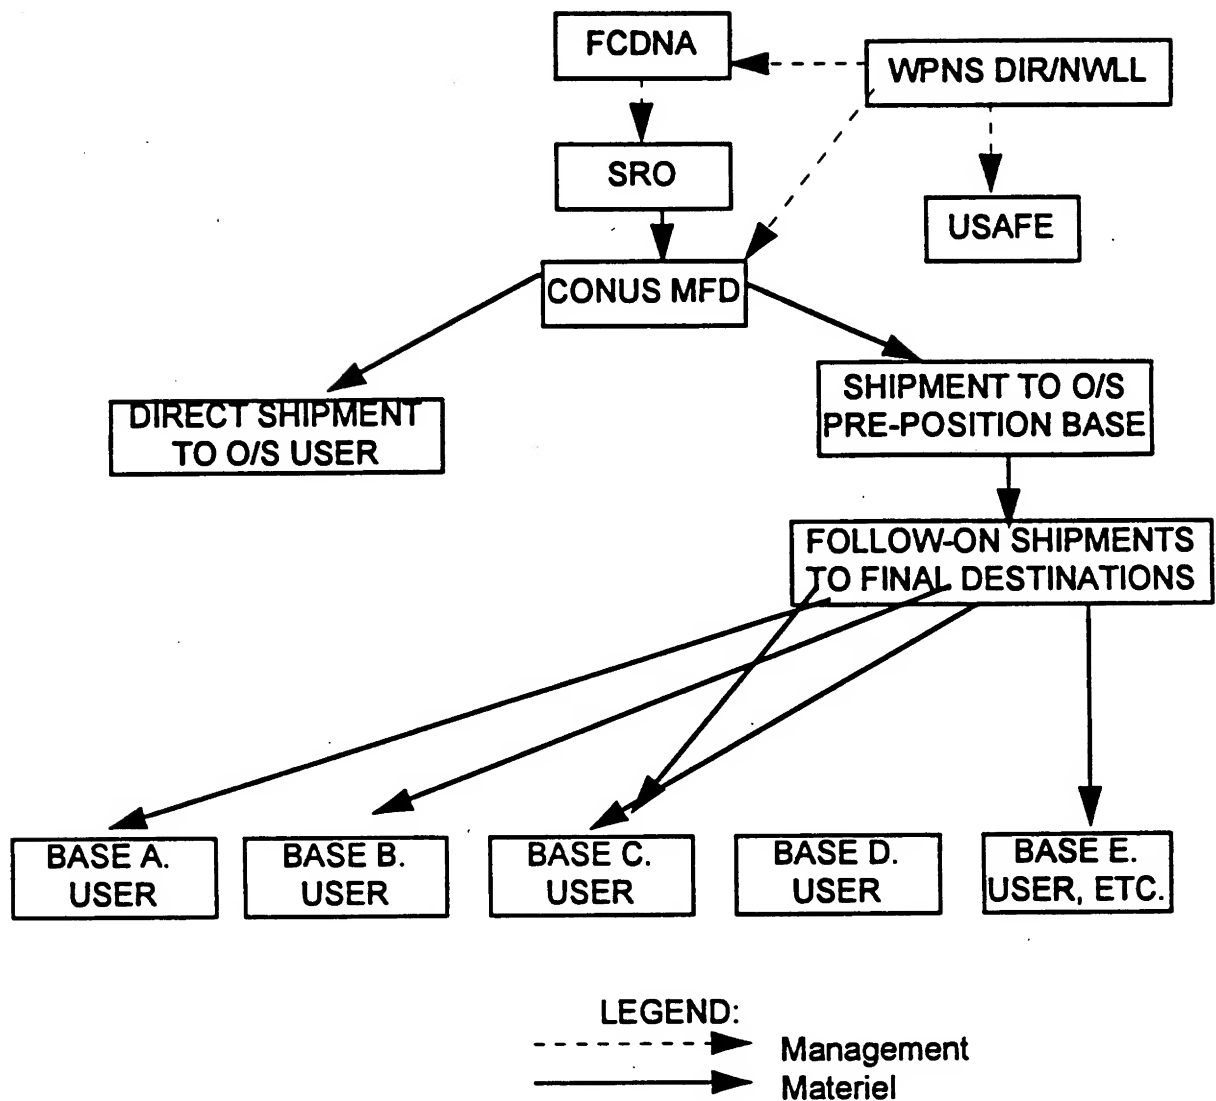 FCDNA
WPNS DIR/NWLL
SRO
USAFE
CONUS MFD
DIRECT SHIPMENT
TO O/S USER
SHIPMENT TO O/S
PRE-POSITION BASE
FOLLOW-ON SHIPMENTS
TO FINAL DESTINATIONS
BASE A.
USER
BASE B.
USER
BASE C.
USER
BASE D.
USER
BASE E.
USER, ETC.
LEGEND:
Management
Materiel